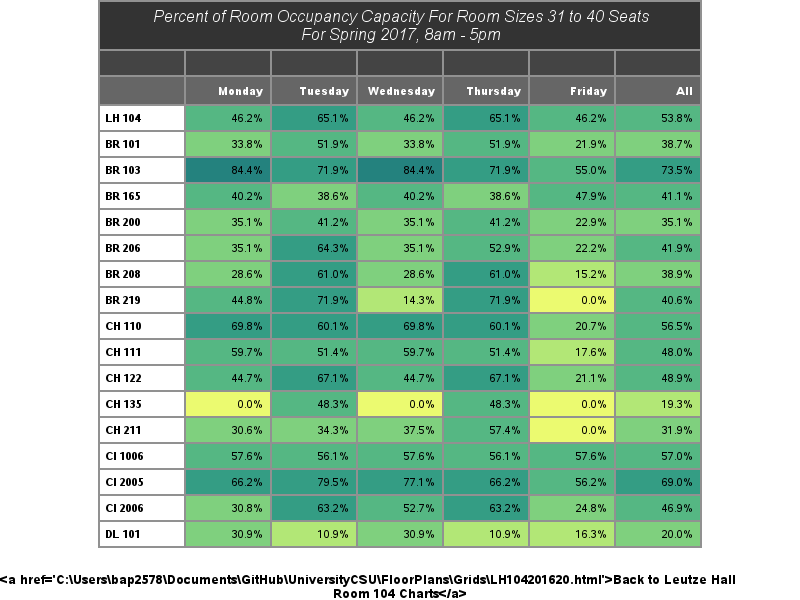 Percent of Room Occupancy Capacity For Room Sizes 31 to 40 Seats
For Spring 2017, 8am - 5pm
Monday Tuesday Wednesday Thursday Friday All
LH 104 46.2% 65.1% 46.2% 65.1% 46.2% 53.8%
BR 101 33.8% 51.9% 33.8% 51.9% 21.9% 38.7%
BR 103 84.4% 71.9% 84.4% 71.9% 55.0% 73.5%
BR 165 40.2% 38.6% 40.2% 38.6% 47.9% 41.1%
BR 200 35.1% 41.2% 35.1% 41.2% 22.9% 35.1%
BR 206 35.1% 64.3% 35.1% 52.9% 22.2% 41.9%
BR 208 28.6% 61.0% 28.6% 61.0% 15.2% 38.9%
BR 219 44.8% 71.9% 14.3% 71.9% 0.0% 40.6%
CH 110 69.8% 60.1% 69.8% 60.1% 20.7% 56.5%
CH 111 59.7% 51.4% 59.7% 51.4% 17.6% 48.0%
CH 122 44.7% 67.1% 44.7% 67.1% 21.1% 48.9%
CH 135 0.0% 48.3% 0.0% 48.3% 0.0% 19.3%
CH 211 30.6% 34.3% 37.5% 57.4% 0.0% 31.9%
CI 1006 57.6% 56.1% 57.6% 56.1% 57.6% 57.0%
CI 2005 66.2% 79.5% 77.1% 66.2% 56.2% 69.0%
CI 2006 30.8% 63.2% 52.7% 63.2% 24.8% 46.9%
DL 101 30.9% 10.9% 30.9% 10.9% 16.3% 20.0%
<a href='C:\Users\bap2578\Documents\GitHub\UniversityCSU\FloorPlans\Grids\LH104201620.html'>Back to Leutze Hall
Room 104 Charts</a>